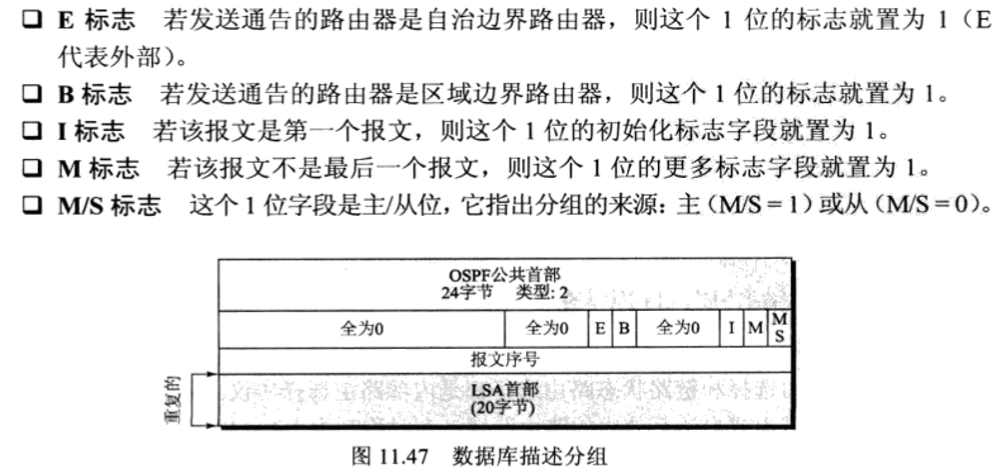 ❑ E 标志 若发送通告的路由器是自治边界路由器，则这个 1 位的标志就置为 1（E
代表外部）。
❑ B 标志 若发送通告的路由器是区域边界路由器，则这个 1 位的标志就置为 1。
❑ I 标志 若该报文是第一个报文，则这个 1 位的初始化标志字段就置为 1。
❑ M 标志 若该报文不是最后一个报文，则这个 1 位的更多标志字段就置为 1。
❑ M/S 标志 这个 1 位字段是主/从位，它指出分组的来源：主（M/S = 1）或从（M/S = 0）。
OSPF公共首部
24字节 类型: 2
全为0 全为0 E B 全为0 I M M
S
报文序号
重复的
LSA首部
(20字节)
图 11.47 数据库描述分组